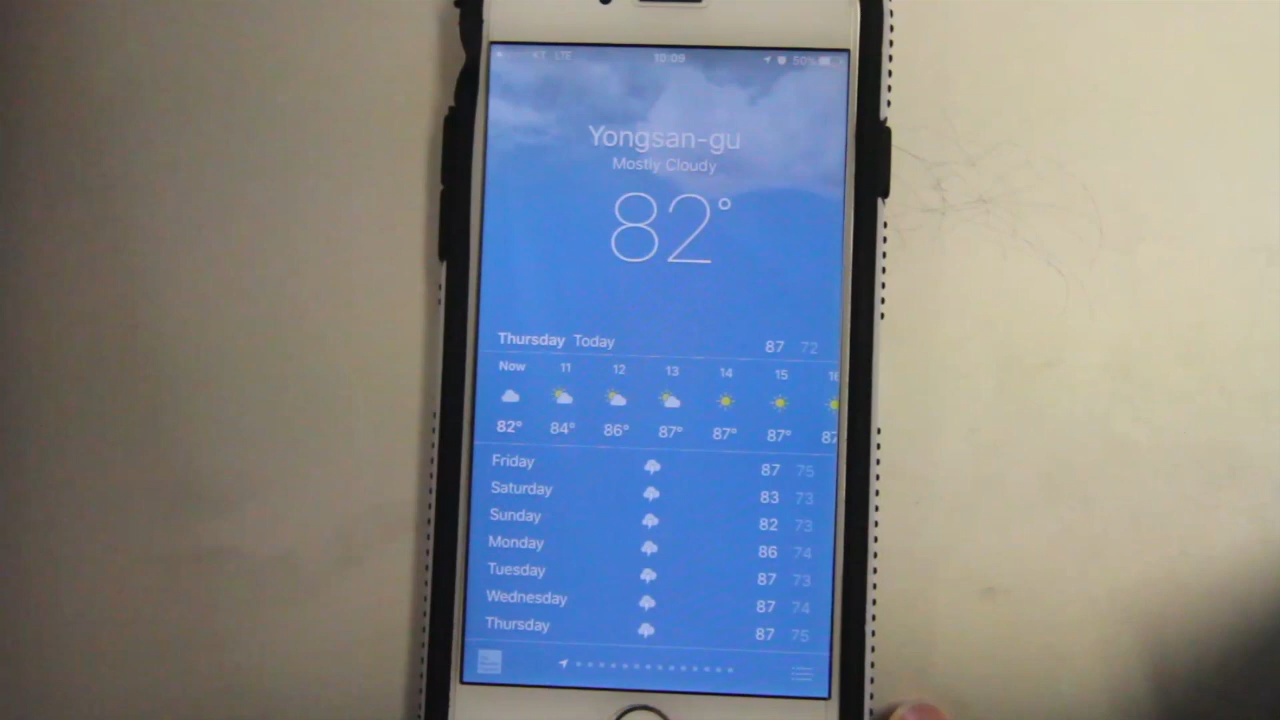 LTE 10:09 50%
Yongsan-gu
Mostly Cloudy
82°
Thursday Today 87 72
Now 11 12 13 14 15 16
82° 84° 86° 87° 87° 87° 87
Friday 87 75
Saturday 83 73
Sunday 82 73
Monday 86 74
Tuesday 87 73
Wednesday 87 74
Thursday 87 75